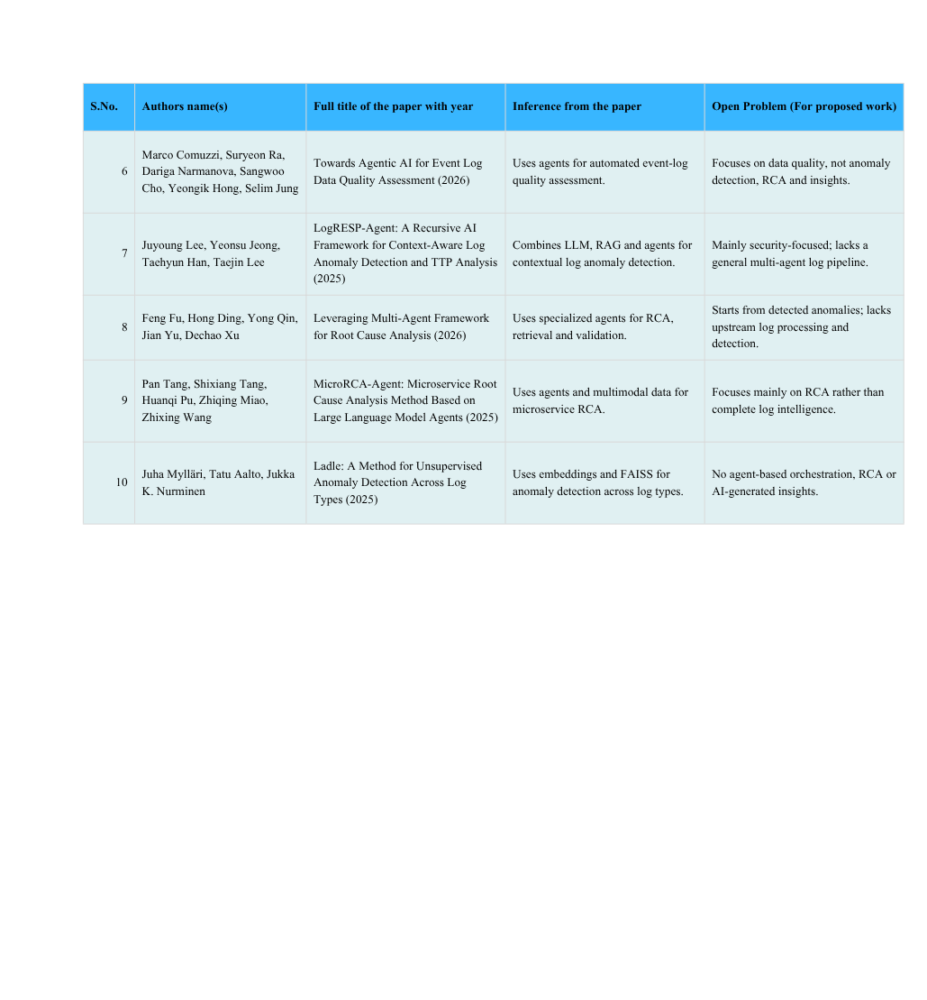 S.No.
Authors name(s)
Full title of the paper with year
Inference from the paper
Open Problem (For proposed work)
6
Marco Comuzzi, Suryeon Ra,
Dariga Narmanova, Sangwoo
Cho, Yeongik Hong, Selim Jung
Towards Agentic AI for Event Log
Data Quality Assessment (2026)
Uses agents for automated event-log
quality assessment.
Focuses on data quality, not anomaly
detection, RCA and insights.
7
Juyoung Lee, Yeonsu Jeong,
Taehyun Han, Taejin Lee
LogRESP-Agent: A Recursive AI
Framework for Context-Aware Log
Anomaly Detection and TTP Analysis
(2025)
Combines LLM, RAG and agents for
contextual log anomaly detection.
Mainly security-focused; lacks a
general multi-agent log pipeline.
8
Feng Fu, Hong Ding, Yong Qin,
Jian Yu, Dechao Xu
Leveraging Multi-Agent Framework
for Root Cause Analysis (2026)
Uses specialized agents for RCA,
retrieval and validation.
Starts from detected anomalies; lacks
upstream log processing and
detection.
9
Pan Tang, Shixiang Tang,
Huanqi Pu, Zhiqing Miao,
Zhixing Wang
MicroRCA-Agent: Microservice Root
Cause Analysis Method Based on
Large Language Model Agents (2025)
Uses agents and multimodal data for
microservice RCA.
Focuses mainly on RCA rather than
complete log intelligence.
10
Juha Mylläri, Tatu Aalto, Jukka
K. Nurminen
Ladle: A Method for Unsupervised
Anomaly Detection Across Log
Types (2025)
Uses embeddings and FAISS for
anomaly detection across log types.
No agent-based orchestration, RCA or
AI-generated insights.